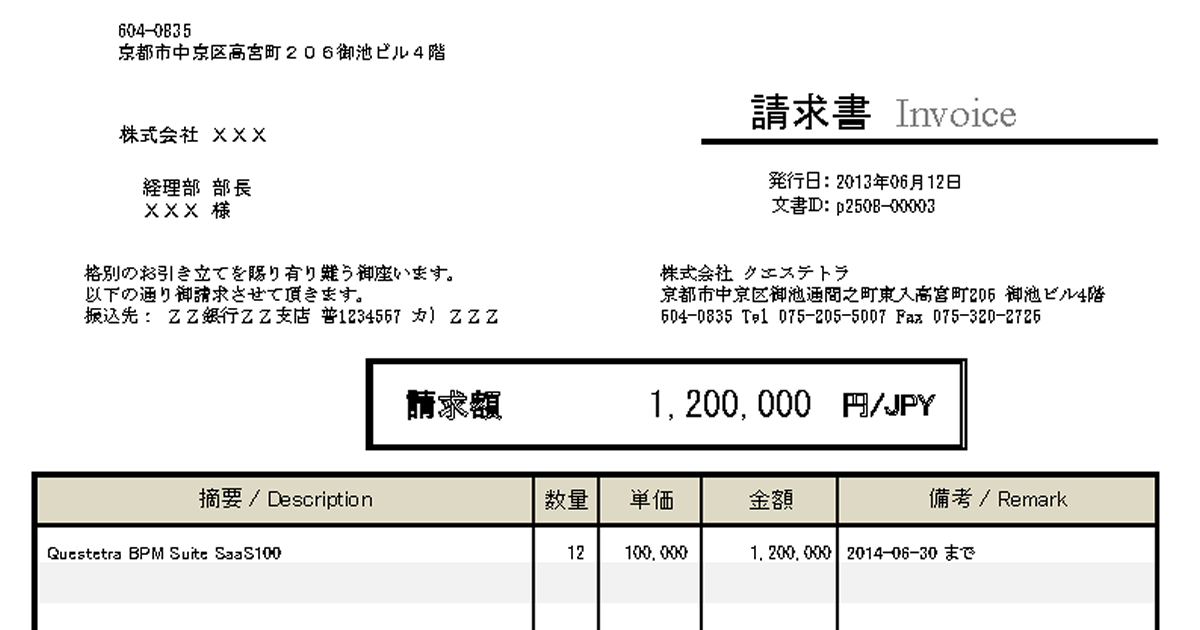 604-0835
京都市中京区高宮町２０６御池ビル４階
請求書 Invoice
株式会社 ＸＸＸ
経理部 部長
ＸＸＸ 様
発行日: 2013年06月12日
文書ID: p2508-00003
格別のお引き立てを賜り有り難う御座います。
以下の通り御請求させて頂きます。
振込先： ＺＺ銀行ＺＺ支店 普1234567 カ） ＺＺＺ
株式会社 クエステトラ
京都市中京区御池通間之町東入高宮町206 御池ビル4階
604-0835 Tel 075-205-5007 Fax 075-320-2726
請求額 1,200,000 円/JPY
摘要 / Description 数量 単価 金額 備考 / Remark
Questetra BPM Suite SaaS100 12 100,000 1,200,000 2014-06-30 まで